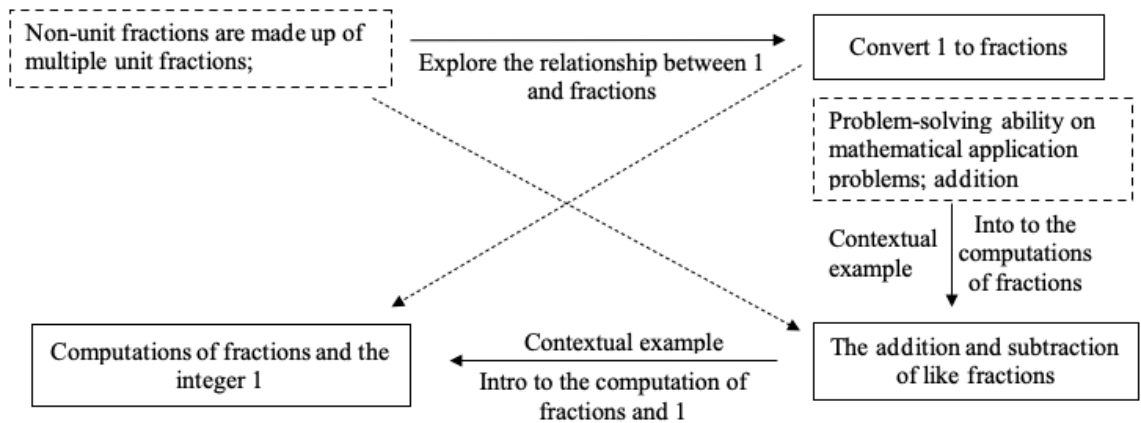 Non-unit fractions are made up of
multiple unit fractions;
Explore the relationship between 1
and fractions
Convert 1 to fractions
Problem-solving ability on
mathematical application
problems; addition
Contextual
example
Into to the
computations
of fractions
Computations of fractions and the
integer 1
Contextual example
Intro to the computation of
fractions and 1
The addition and subtraction
of like fractions